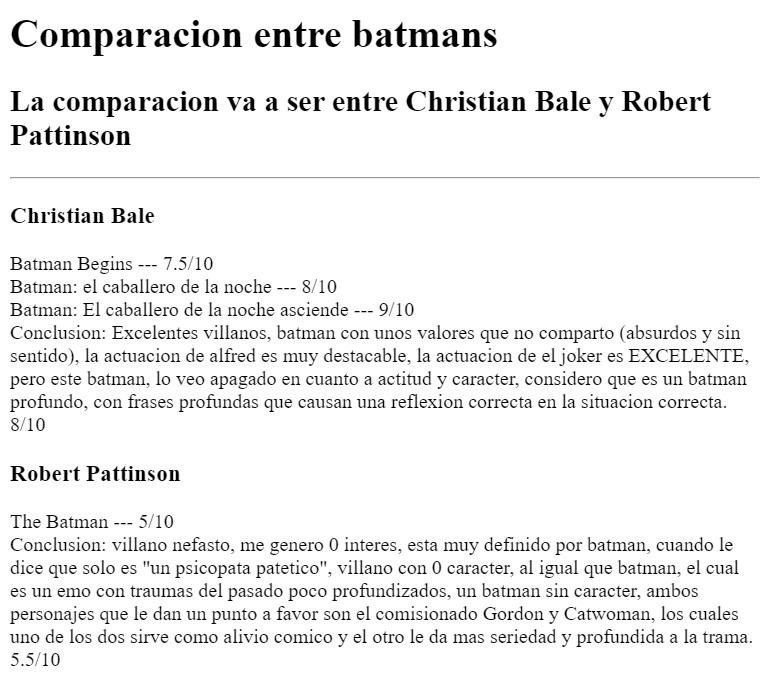 Comparacion entre batmans
La comparacion va a ser entre Christian Bale y Robert
Pattinson
Christian Bale
Batman Begins --- 7.5/10
Batman: el caballero de la noche --- 8/10
Batman: El caballero de la noche asciende --- 9/10
Conclusion: Excelentes villanos, batman con unos valores que no comparto (absurdos y sin
sentido), la actuacion de alfred es muy destacable, la actuacion de el joker es EXCELENTE,
pero este batman, lo veo apagado en cuanto a actitud y caracter, considero que es un batman
profundo, con frases profundas que causan una reflexion correcta en la situacion correcta.
8/10
Robert Pattinson
The Batman --- 5/10
Conclusion: villano nefasto, me genero 0 interes, esta muy definido por batman, cuando le
dice que solo es "un psicopata patetico", villano con 0 caracter, al igual que batman, el cual
es un emo con traumas del pasado poco profundizados, un batman sin caracter, ambos
personajes que le dan un punto a favor son el comisionado Gordon y Catwoman, los cuales
uno de los dos sirve como alivio comico y el otro le da mas seriedad y profundida a la trama.
5.5/10